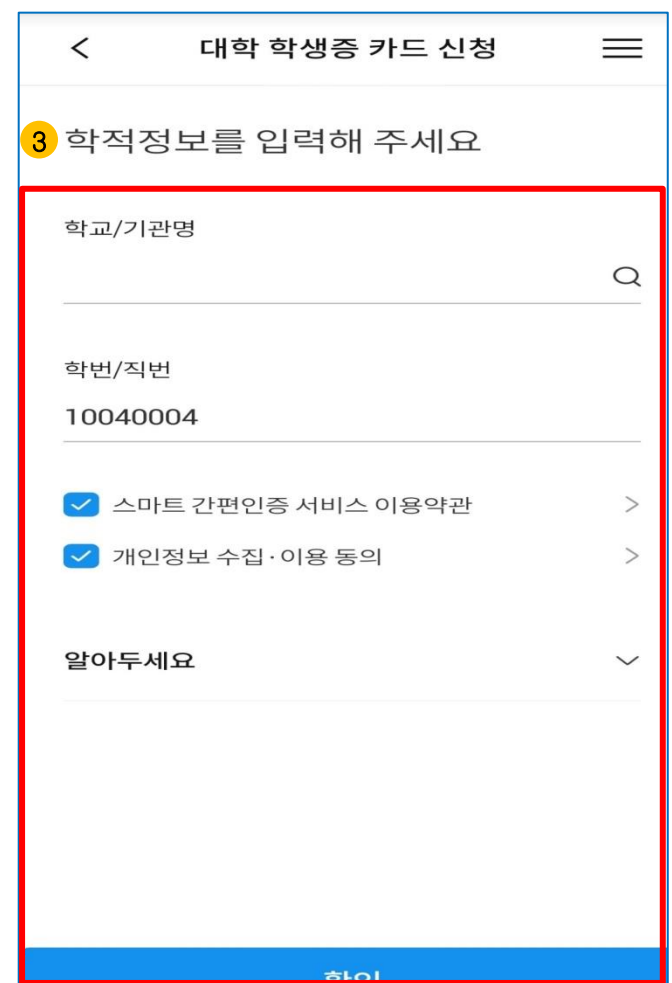 대학 학생증 카드 신청
3 학적정보를 입력해 주세요
학교/기관명
학번/직번
10040004
스마트 간편인증 서비스 이용약관
개인정보 수집·이용 동의
알아두세요